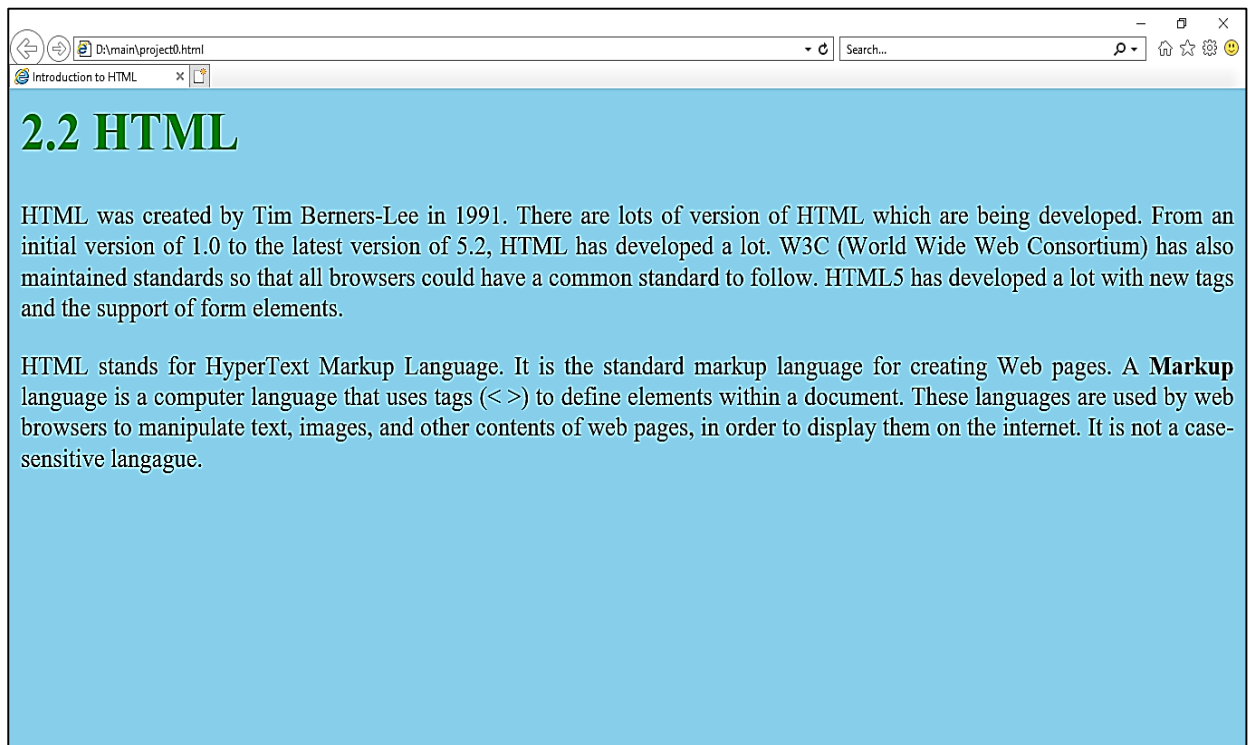 D:\main\project0.html
Search...
Introduction to HTML
2.2 HTML
HTML was created by Tim Berners-Lee in 1991. There are lots of version of HTML which are being developed. From an
initial version of 1.0 to the latest version of 5.2, HTML has developed a lot. W3C (World Wide Web Consortium) has also
maintained standards so that all browsers could have a common standard to follow. HTML5 has developed a lot with new tags
and the support of form elements.
HTML stands for HyperText Markup Language. It is the standard markup language for creating Web pages. A Markup
language is a computer language that uses tags (< >) to define elements within a document. These languages are used by web
browsers to manipulate text, images, and other contents of web pages, in order to display them on the internet. It is not a case-
sensitive langague.